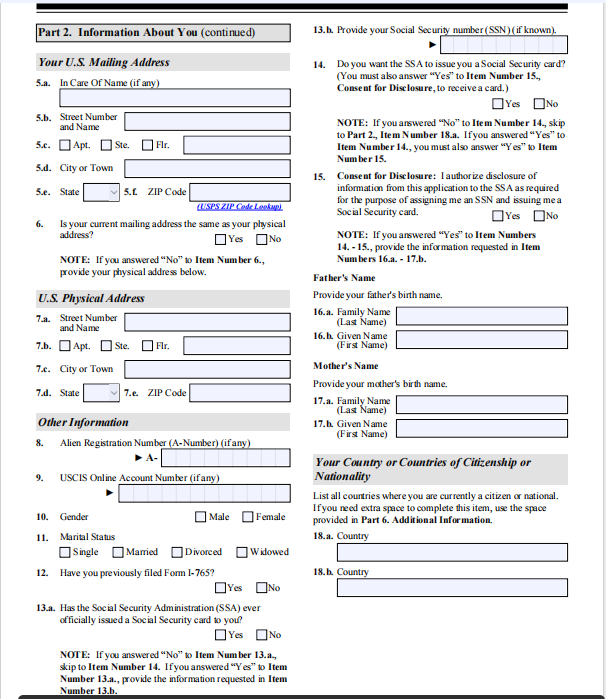 Part 2. Information About You (continued)
Your U.S. Mailing Address
5.a. In Care Of Name (if any)
5.b. Street Number
and Name
5.c. Apt. Ste. Flr.
5.d. City or Town
5.e. State 5.f. ZIP Code
(USPS ZIP Code Lookup)
6. Is your current mailing address the same as your physical
address?
Yes No
NOTE: If you answered “No” to Item Number 6.,
provide your physical address below.
U.S. Physical Address
7.a. Street Number
and Name
7.b. Apt. Ste. Flr.
7.c. City or Town
7.d. State 7.e. ZIP Code
Other Information
8. Alien Registration Number (A-Number) (if any)
► A-
9. USCIS Online Account Number (if any)
►
10. Gender Male Female
11. Marital Status
Single Married Divorced Widowed
12. Have you previously filed Form I-765?
Yes No
13.a. Has the Social Security Administration (SSA) ever
officially issued a Social Security card to you?
Yes No
NOTE: If you answered “No” to Item Number 13.a.,
skip to Item Number 14. If you answered “Yes” to Item
Number 13.a., provide the information requested in Item
Number 13.b.
13.b. Provide your Social Security number (SSN) (if known).
►
14. Do you want the SSA to issue you a Social Security card?
(You must also answer “Yes” to Item Number 15.,
Consent for Disclosure, to receive a card.)
Yes No
NOTE: If you answered “No” to Item Number 14., skip
to Part 2., Item Number 18.a. If you answered “Yes” to
Item Number 14., you must also answer “Yes” to Item
Number 15.
15. Consent for Disclosure: I authorize disclosure of
information from this application to the SSA as required
for the purpose of assigning me an SSN and issuing me a
Social Security card.
Yes No
NOTE: If you answered “Yes” to Item Numbers
14. - 15., provide the information requested in Item
Numbers 16.a. - 17.b.
Father's Name
Provide your father's birth name.
16.a. Family Name
(Last Name)
16.b. Given Name
(First Name)
Mother's Name
Provide your mother's birth name.
17.a. Family Name
(Last Name)
17.b. Given Name
(First Name)
Your Country or Countries of Citizenship or
Nationality
List all countries where you are currently a citizen or national.
If you need extra space to complete this item, use the space
provided in Part 6. Additional Information.
18.a. Country
18.b. Country